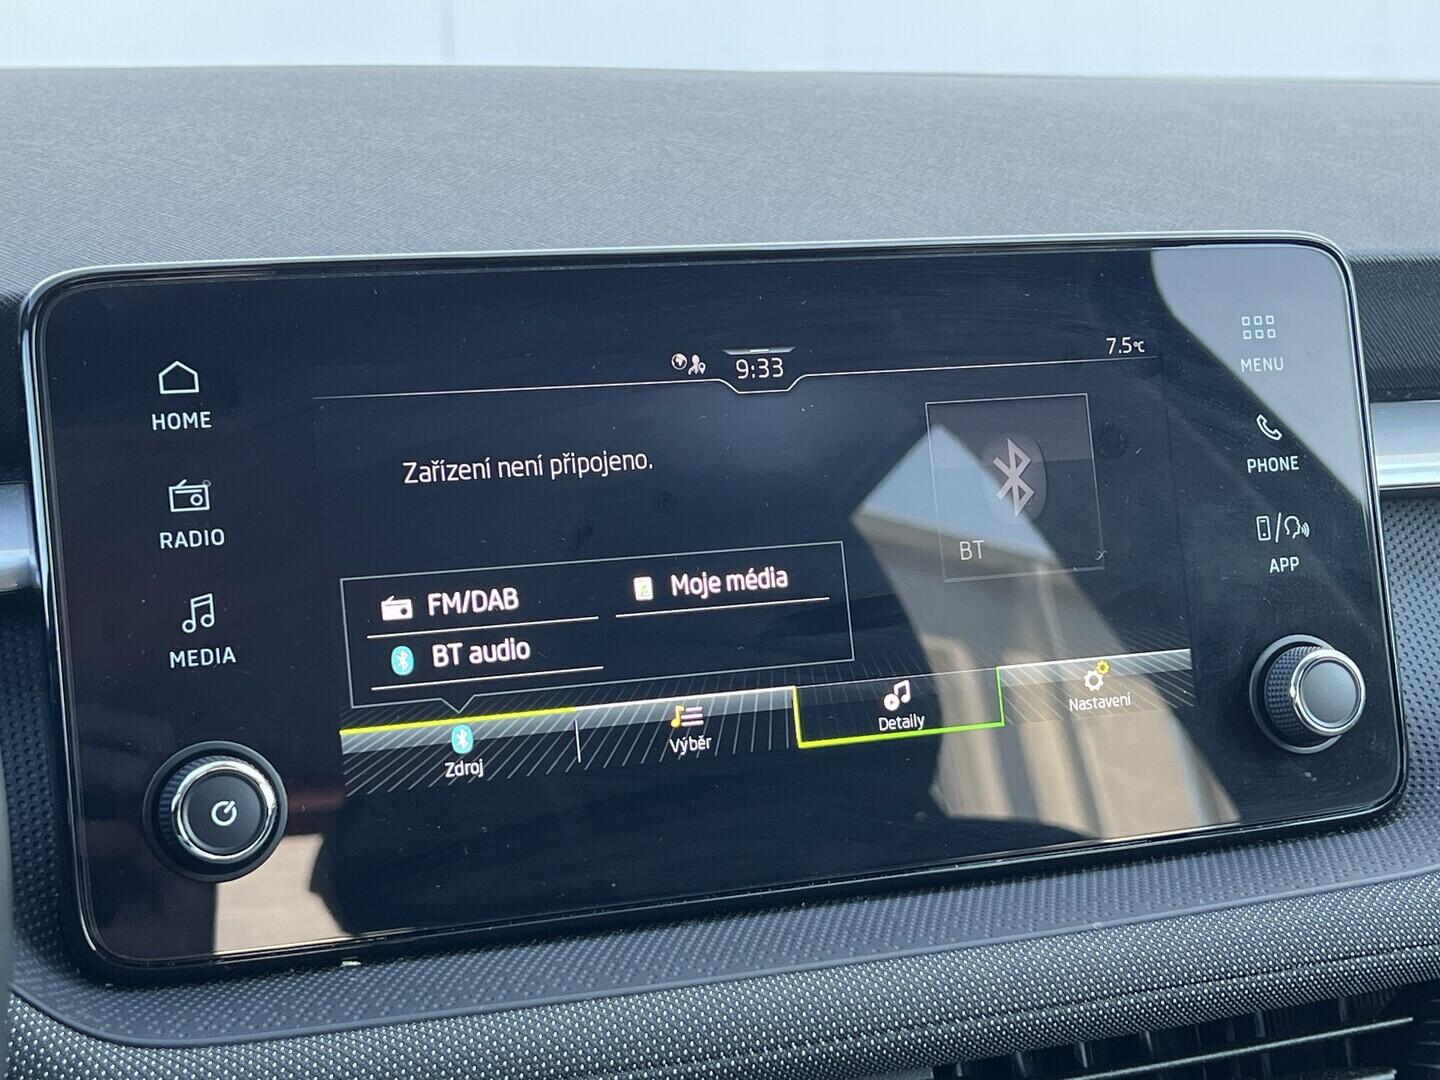 9:33
7.5°C
HOME
RADIO
MEDIA
Zařízení není připojeno.
BT
FM/DAB
Moje média
BT audio
Zdroj
Výběr
Detaily
Nastavení
MENU
PHONE
APP